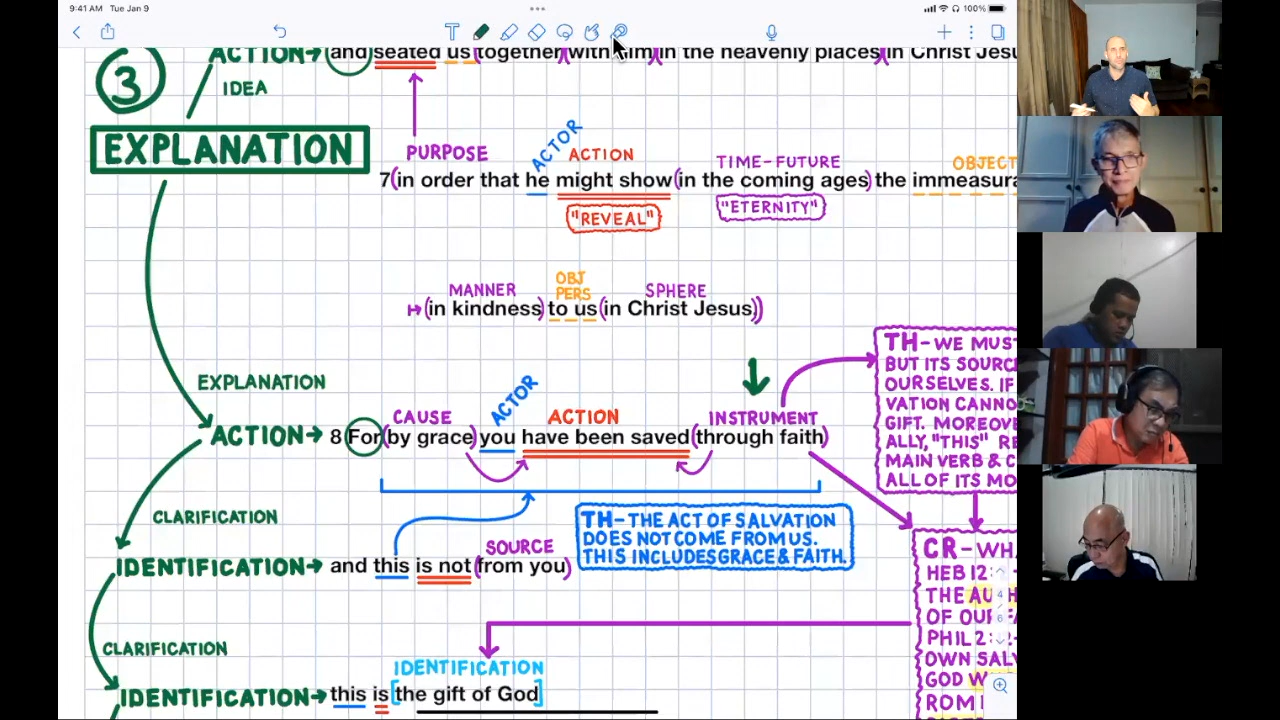 9:41 AM Tue Jan 9
100%
T
3
ACTION and seated us (together)(with him)(in the heavenly places)(in Christ Jesu
IDEA
EXPLANATION
PURPOSE ACTOR ACTION TIME-FUTURE OBJECT
7(in order that he might show (in the coming ages) the immeasura
"REVEAL" "ETERNITY"
MANNER OBJ PERS SPHERE
(in kindness) to us (in Christ Jesus))
EXPLANATION
CAUSE ACTOR ACTION INSTRUMENT
ACTION 8 For (by grace) you have been saved (through faith)
TH-WE MUS
BUT ITS SOURC
OURSELVES. IF
VATION CANNO
GIFT. MOREOVE
ALLY, "THIS" RE
MAIN VERB & C
ALL OF ITS MO
CLARIFICATION
TH-THE ACT OF SALVATION
DOES NOT COME FROM US.
THIS INCLUDES GRACE & FAITH.
SOURCE
IDENTIFICATION and this is not (from you)
CR-WH
HEB 12:
THE AU
OF OU
PHIL 2:
OWN SAL
GOD W
ROM
4
/
6
CLARIFICATION
IDENTIFICATION
IDENTIFICATION this is [the gift of God]